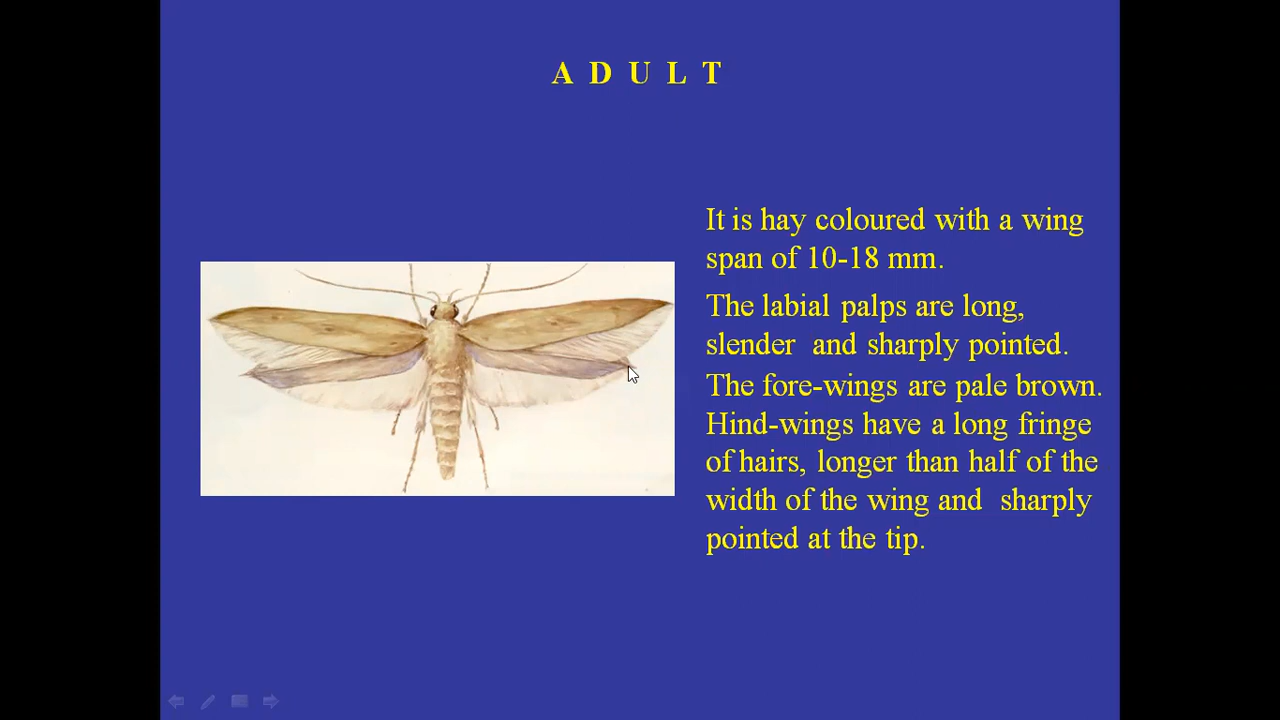 A D U L T
It is hay coloured with a wing
span of 10-18 mm.
The labial palps are long,
slender and sharply pointed.
The fore-wings are pale brown.
Hind-wings have a long fringe
of hairs, longer than half of the
width of the wing and sharply
pointed at the tip.